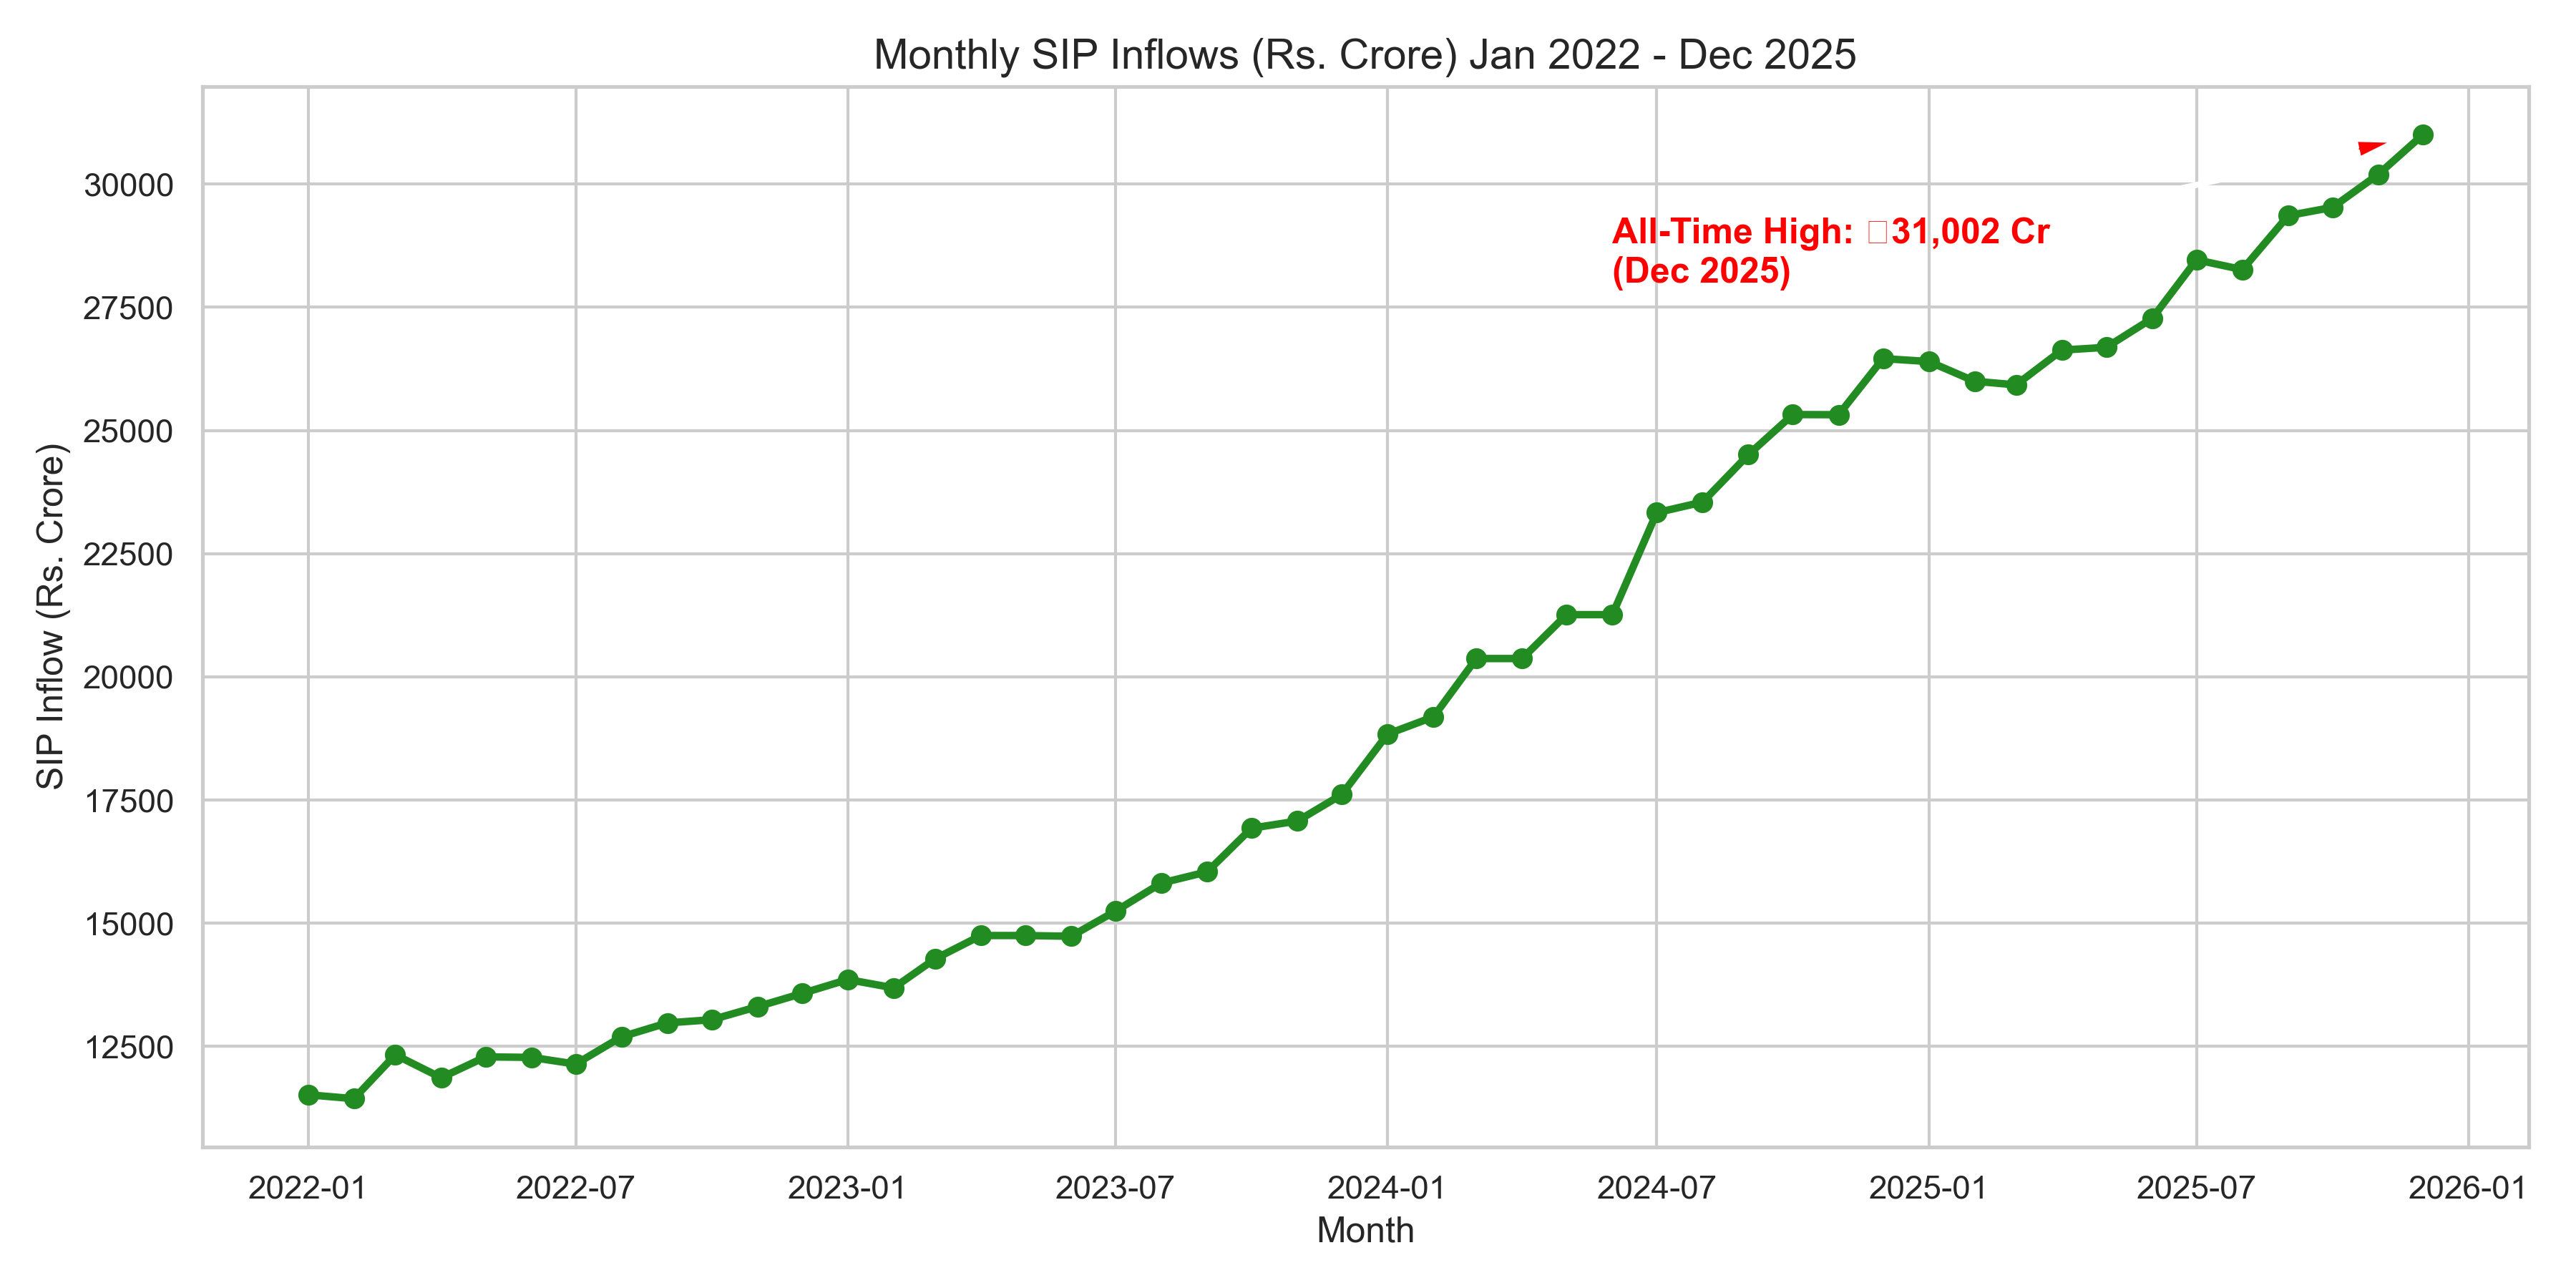 Monthly SIP Inflows (Rs. Crore) Jan 2022 - Dec 2025
SIP Inflow (Rs. Crore)
30000
27500
25000
22500
20000
17500
15000
12500
All-Time High: □31,002 Cr
(Dec 2025)
2022-01 2022-07 2023-01 2023-07 2024-01 2024-07 2025-01 2025-07 2026-01
Month